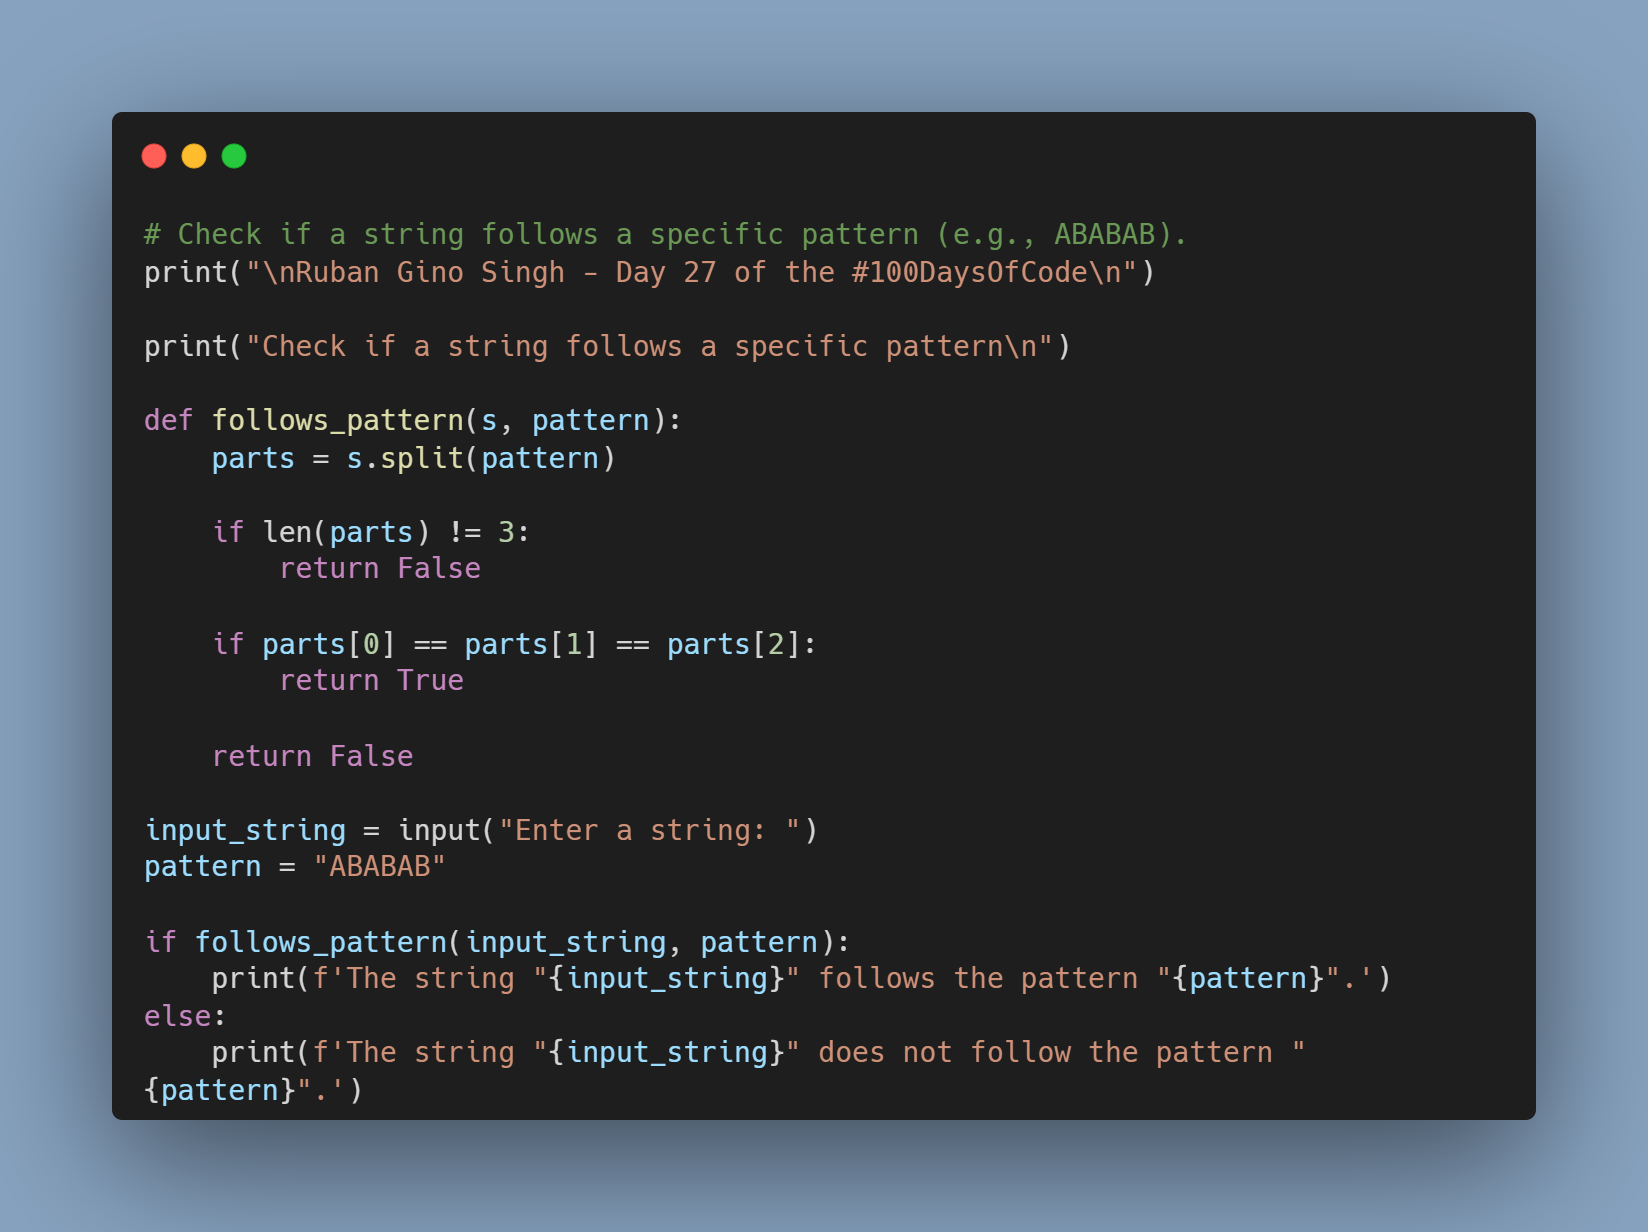 # Check if a string follows a specific pattern (e.g., ABABAB).
print("\nRuban Gino Singh - Day 27 of the #100DaysOfCode\n")

print("Check if a string follows a specific pattern\n")

def follows_pattern(s, pattern):
    parts = s.split(pattern)

    if len(parts) != 3:
        return False

    if parts[0] == parts[1] == parts[2]:
        return True

    return False

input_string = input("Enter a string: ")
pattern = "ABABAB"

if follows_pattern(input_string, pattern):
    print(f'The string "{input_string}" follows the pattern "{pattern}".')
else:
    print(f'The string "{input_string}" does not follow the pattern "
{pattern}".')